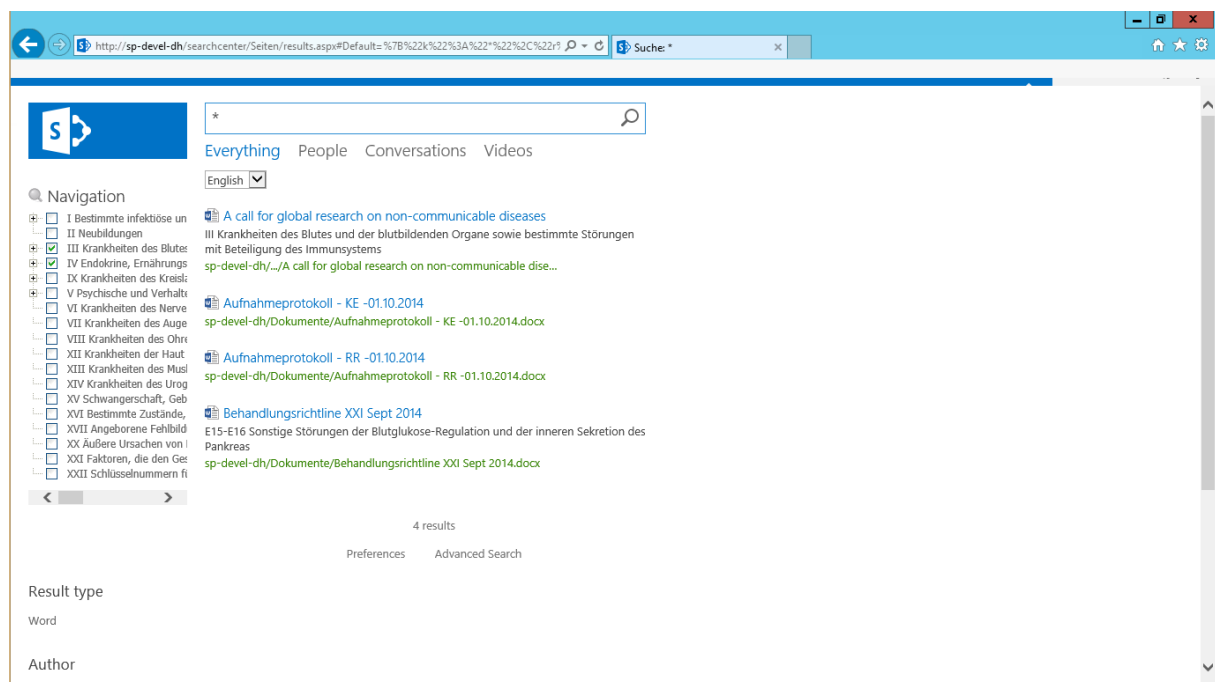 http://sp-devel-dh/searchcenter/Seiten/results.aspx#Default=%7B%22k%22%3A%22*%22%2C%22r%
Suche: *
S
*
Everything People Conversations Videos
English
Navigation
I Bestimmte infektiöse un
II Neubildungen
III Krankheiten des Blutes
IV Endokrine, Ernährungs
IX Krankheiten des Kreisla
V Psychische und Verhalte
VI Krankheiten des Nerve
VII Krankheiten des Auge
VIII Krankheiten des Ohre
XII Krankheiten der Haut
XIII Krankheiten des Musl
XIV Krankheiten des Urog
XV Schwangerschaft, Geb
XVI Bestimmte Zustände,
XVII Angeborene Fehlbild
XX Äußere Ursachen von
XXI Faktoren, die den Ges
XXII Schlüsselnummern fü
A call for global research on non-communicable diseases
III Krankheiten des Blutes und der blutbildenden Organe sowie bestimmte Störungen
mit Beteiligung des Immunsystems
sp-devel-dh/.../A call for global research on non-communicable dise...
Aufnahmeprotokoll - KE -01.10.2014
sp-devel-dh/Dokumente/Aufnahmeprotokoll - KE -01.10.2014.docx
Aufnahmeprotokoll - RR -01.10.2014
sp-devel-dh/Dokumente/Aufnahmeprotokoll - RR -01.10.2014.docx
Behandlungsrichtline XXI Sept 2014
E15-E16 Sonstige Störungen der Blutglukose-Regulation und der inneren Sekretion des
Pankreas
sp-devel-dh/Dokumente/Behandlungsrichtline XXI Sept 2014.docx
4 results
Preferences Advanced Search
Result type
Word
Author